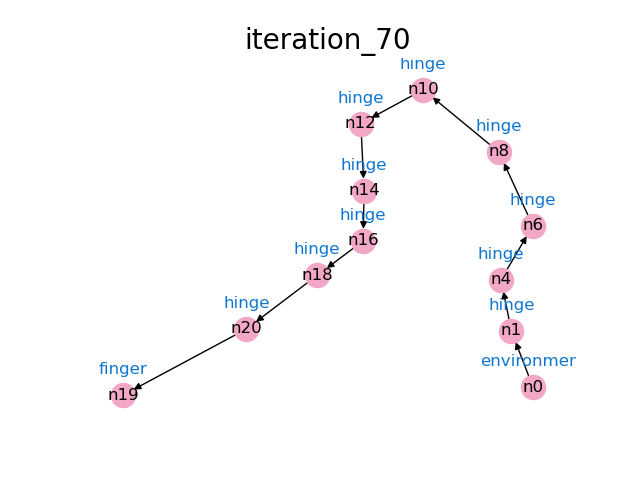 iteration_70
hinge
n10
hinge
n12
hinge
n8
hinge
n14
hinge
n6
hinge
n16
hinge
n18
hinge
n4
hinge
n20
hinge
n1
finger
n19
environmer
n0